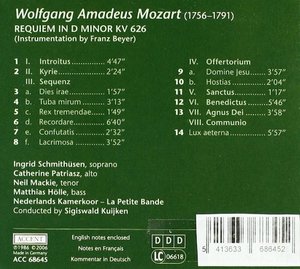 Wolfgang Amadeus Mozart (1756–1791)
REQUIEM IN D MINOR KV 626
(Instrumentation by Franz Beyer)
1 I. Introitus 4'47"
2 II. Kyrie 2'24"
III. Sequenz
3 a) Dies irae 1'57"
4 b) Tuba mirum 3'13"
5 c) Rex tremendae 1'49"
6 d) Recordare 6'40"
7 e) Confutatis 2'32"
8 f) Lacrimosa 3'52"
IV. Offertorium
9 a) Domine Jesu 3'57"
10 b) Hostias 2'04"
11 V. Sanctus 1'17"
12 VI. Benedictus 5'46"
13 VII. Agnus Dei 3'58"
VIII. Communio
14 Lux aeterna 5'57"
Ingrid Schmithüsen, soprano
Catherine Patriasz, alto
Neil Mackie, tenor
Matthias Hölle, bass
Nederlands Kamerkoor – La Petite Bande
Conducted by Sigiswald Kuijken
ACCENT
℗1986 ©2006
ACC 68645
English notes enclosed
Notes en Français
Kommentar in Deutsch
DDD
LC 06618
5 413633 686452